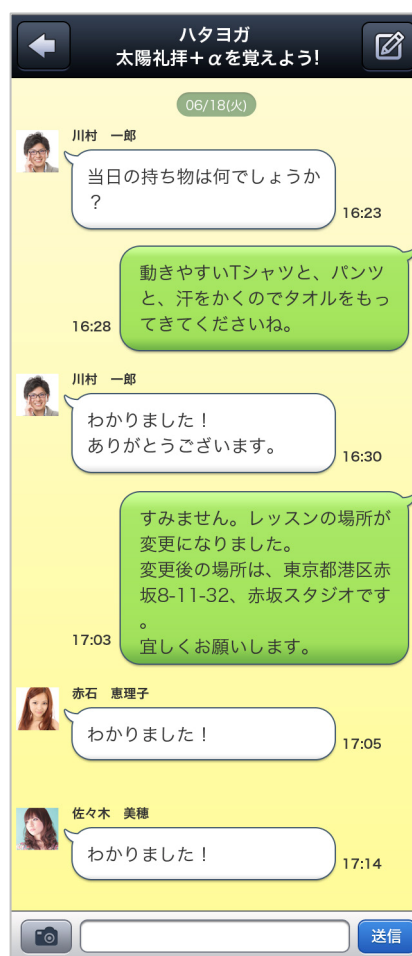 ハタヨガ
太陽礼拝+αを覚えよう!
06/18(火)
川村 一郎
当日の持ち物は何でしょうか
?
16:23
動きやすいTシャツと、パンツ
と、汗をかくのでタオルをもっ
てきてくださいね。
16:28
川村 一郎
わかりました!
ありがとうございます。
16:30
すみません。レッスンの場所が
変更になりました。
変更後の場所は、東京都港区赤
坂8-11-32、赤坂スタジオです
。
宜しくお願いします。
17:03
赤石 恵理子
わかりました!
17:05
佐々木 美穂
わかりました!
17:14
送信